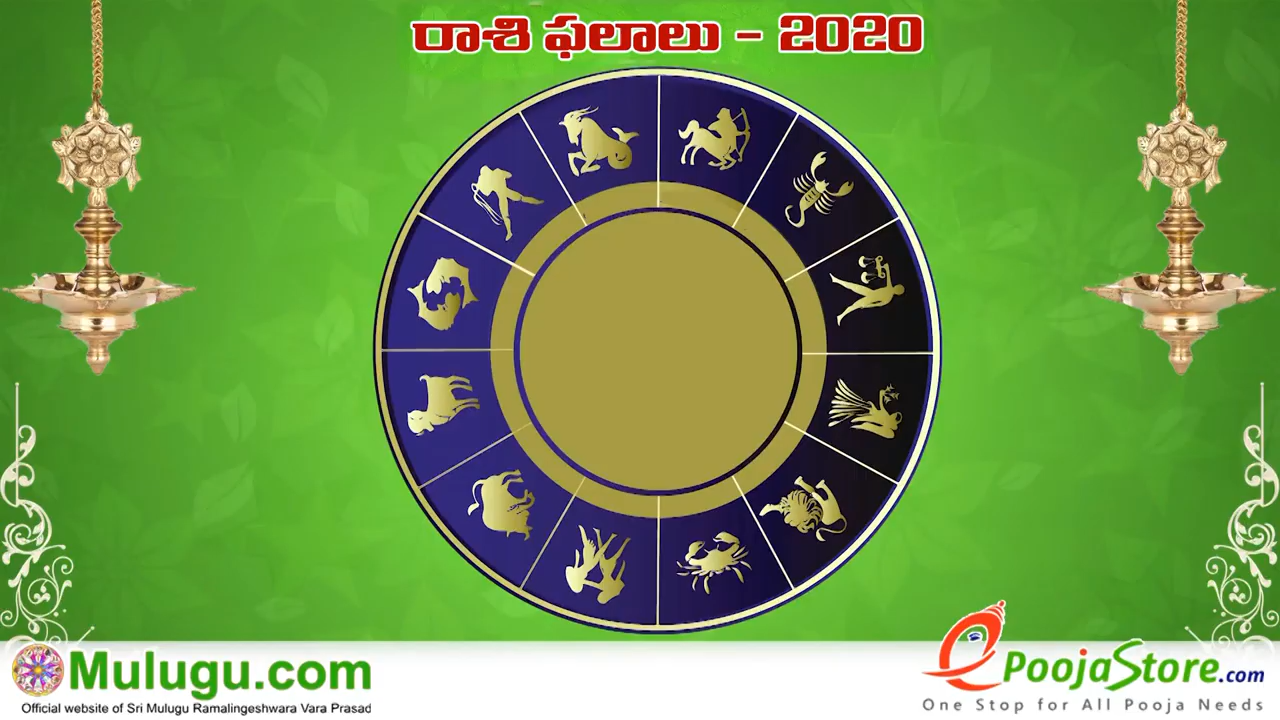 రాశి ఫలాలు - 2020
Mulugu.com
Official website of Sri Mulugu Ramalingeshwara Vara Prasad
ePoojaStore.com
One Stop for All Pooja Needs